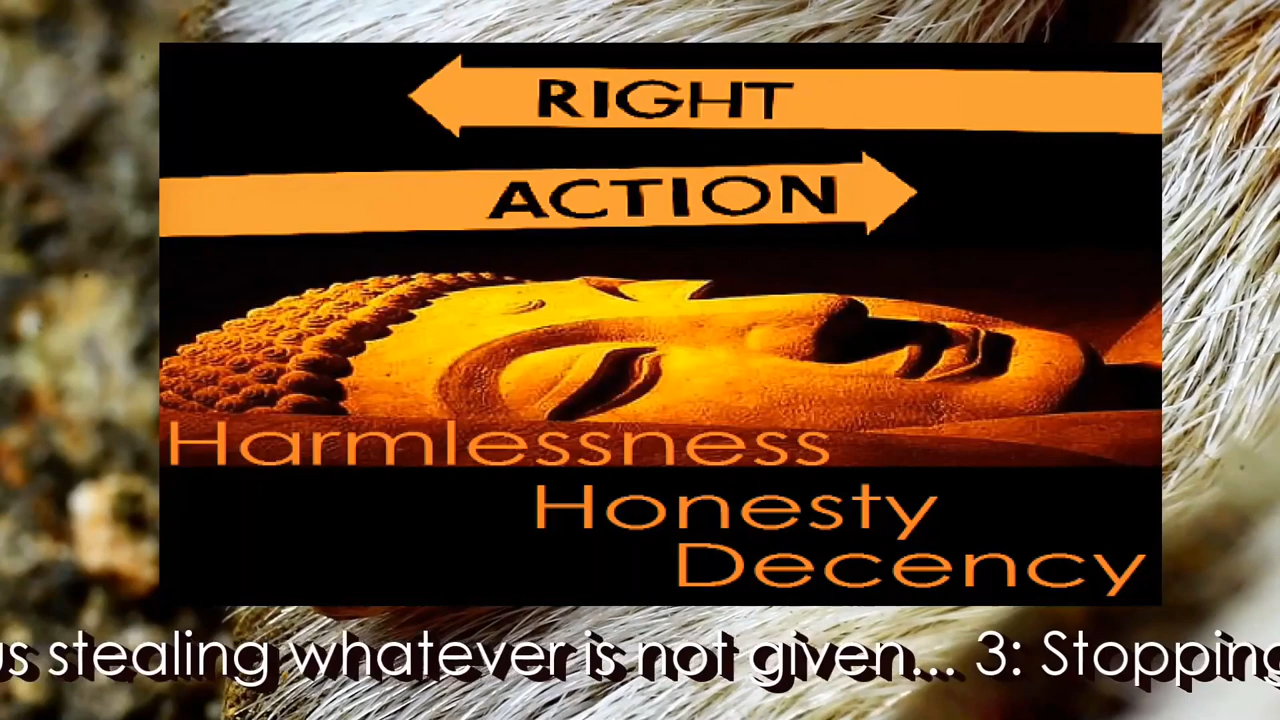 RIGHT
ACTION
Harmlessness
Honesty
Decency
stealing whatever is not given... 3: Stopping